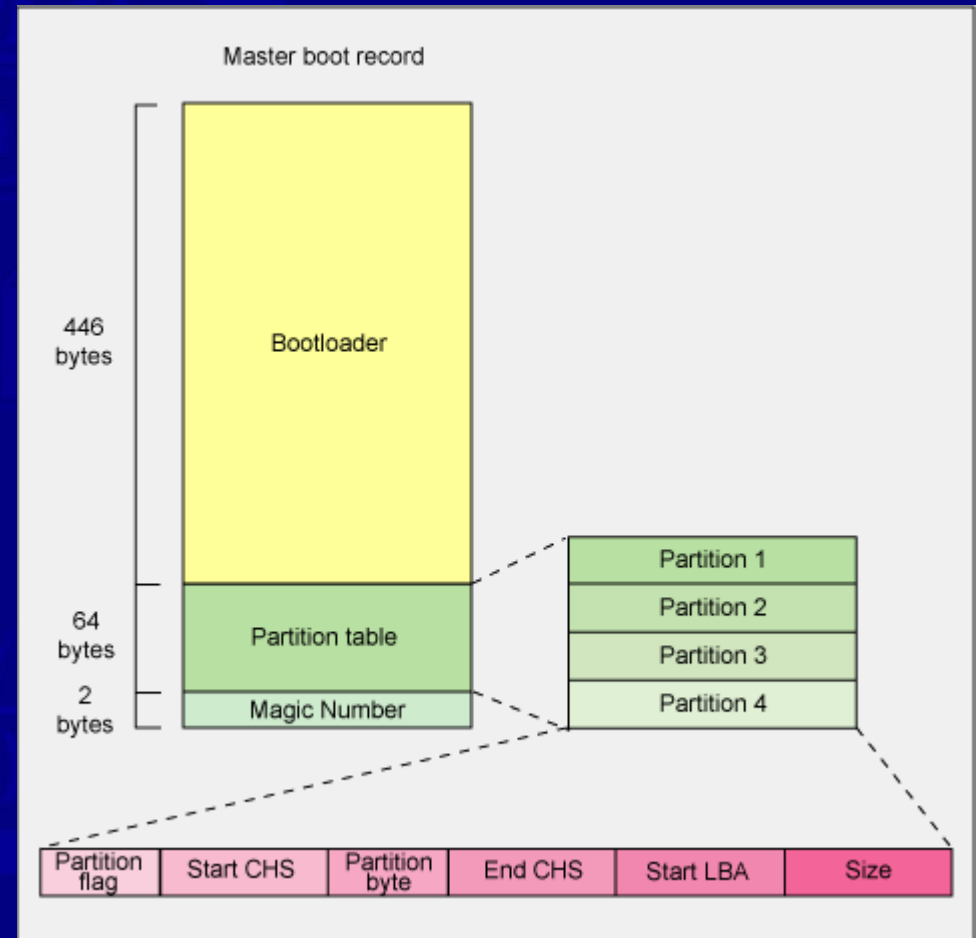 Master boot record
446
bytes
Bootloader
64
bytes
Partition table
2
bytes
Magic Number
Partition 1
Partition 2
Partition 3
Partition 4
Partition
flag
Start CHS
Partition
byte
End CHS
Start LBA
Size